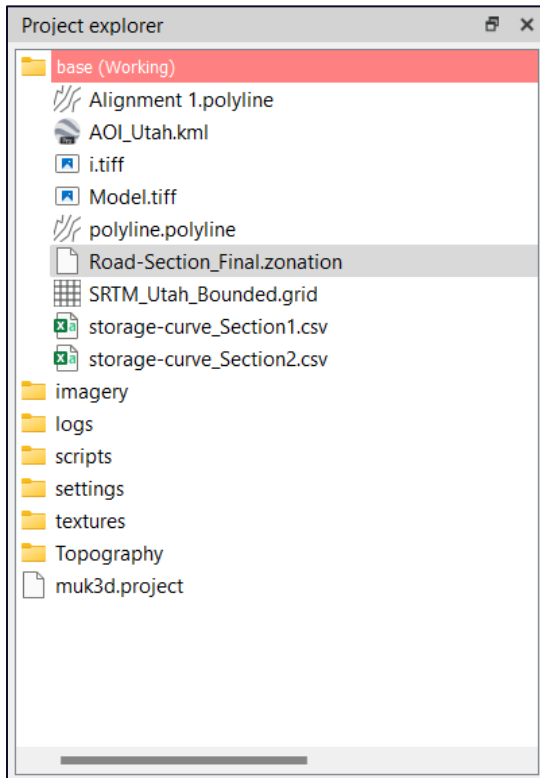 Project explorer
base (Working)
Alignment 1.polyline
AOI_Utah.kml
i.tiff
Model.tiff
polyline.polyline
Road-Section_Final.zonation
SRTM_Utah_Bounded.grid
storage-curve_Section1.csv
storage-curve_Section2.csv
imagery
logs
scripts
settings
textures
Topography
muk3d.project